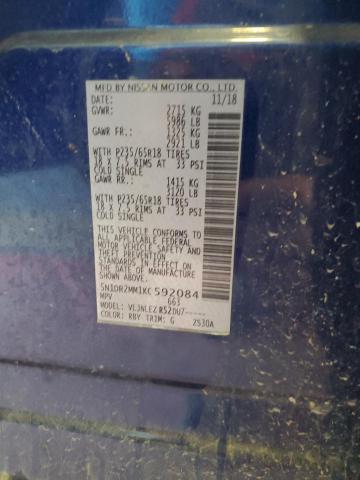 MFD.BY NISSAN MOTOR CO., LTD.
DATE: 11/18
GVWR: 2715 KG
5986 LB
GAWR FR: 1325 KG
2921 LB
WITH P235/65R18 TIRES
18 X 7.5 RIMS AT 33 PSI
COLD SINGLE
GAWR RR: 1415 KG
3120 LB
WITH P235/65R18 TIRES
18 X 7.5 RIMS AT 33 PSI
COLD SINGLE
THIS VEHICLE CONFORMS TO
ALL APPLICABLE FEDERAL
MOTOR VEHICLE SAFETY AND
THEFT PREVENTION
STANDARDS IN EFFECT ON
THE DATE OF MANUFACTURE
SHOWN ABOVE.
5N1DR2MM1KC592084
MPV 663
MODEL: VLJNLEZ R52DU7-----
COLOR: RBY TRIM: G ZS30A